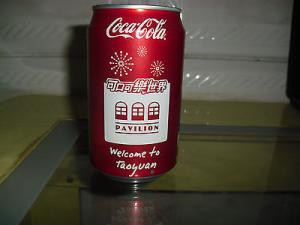 Coca-Cola
可口可樂世界
PAVILION
Welcome to
Taoyuan